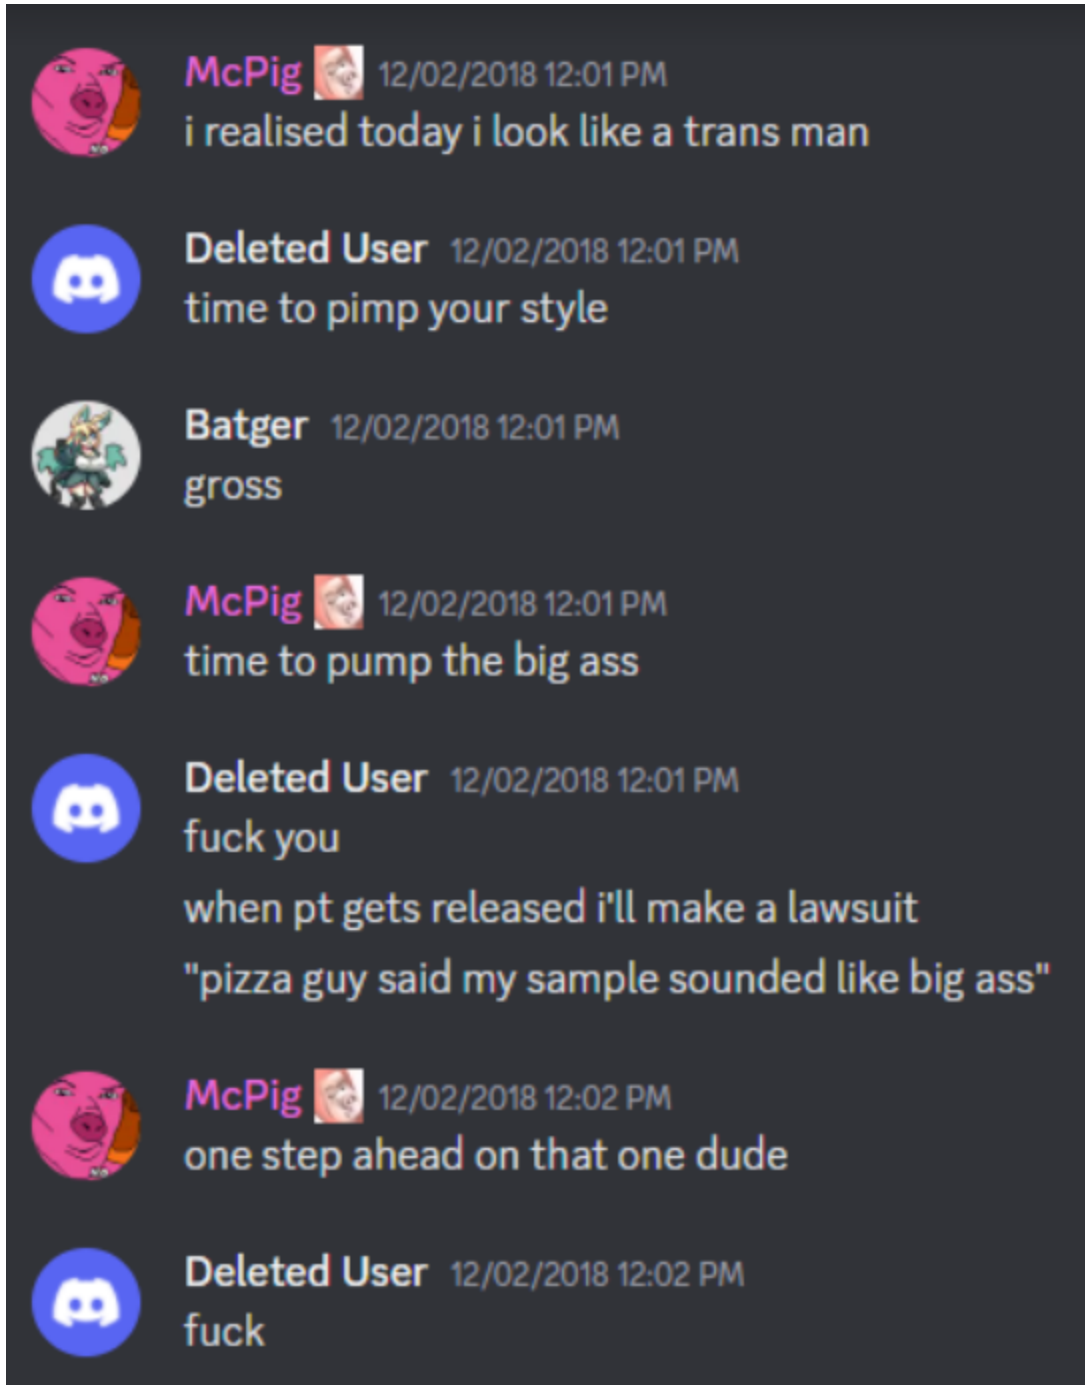 McPig 12/02/2018 12:01 PM
i realised today i look like a trans man
Deleted User 12/02/2018 12:01 PM
time to pimp your style
Batger 12/02/2018 12:01 PM
gross
McPig 12/02/2018 12:01 PM
time to pump the big ass
Deleted User 12/02/2018 12:01 PM
fuck you
when pt gets released i'll make a lawsuit
"pizza guy said my sample sounded like big ass"
McPig 12/02/2018 12:02 PM
one step ahead on that one dude
Deleted User 12/02/2018 12:02 PM
fuck